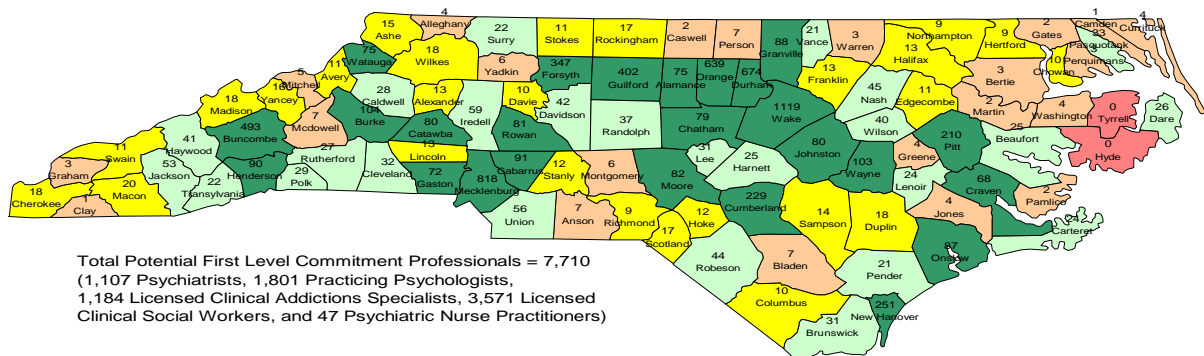 4
Alleghany
15
Ashe
22
Surry
11
Stokes
17
Rockingham
2
Caswell
7
Person
88
Granville
21
Vance
3
Warren
9
Northampton
9
Hertford
2
Gates
1
Camden
4
Currituck
33
Pasquotank
3
Perquimans
10
Chowan
75
Watauga
18
Wilkes
6
Yadkin
347
Forsyth
402
Guilford
75
Alamance
639
Orange
674
Durham
13
Franklin
13
Halifax
3
Bertie
5
Mitchell
11
Avery
28
Caldwell
13
Alexander
59
Iredell
10
Davie
42
Davidson
37
Randolph
79
Chatham
1119
Wake
45
Nash
11
Edgecombe
2
Martin
4
Washington
0
Tyrrell
26
Dare
18
Madison
Yancey
7
Mcdowell
104
Burke
80
Catawba
81
Rowan
40
Wilson
210
Pitt
25
Beaufort
0
Hyde
11
Swain
41
Haywood
493
Buncombe
27
Rutherford
13
Lincoln
91
Cabarrus
31
Lee
25
Harnett
80
Johnston
103
Wayne
4
Greene
3
Graham
53
Jackson
22
Transylvania
90
Henderson
29
Polk
32
Cleveland
72
Gaston
818
Mecklenburg
12
Stanly
6
Montgomery
82
Moore
24
Lenoir
68
Craven
2
Pamlico
18
Cherokee
1
Clay
20
Macon
56
Union
7
Anson
9
Richmond
12
Hoke
229
Cumberland
14
Sampson
18
Duplin
4
Jones
24
Carteret
17
Scotland
44
Robeson
7
Bladen
21
Pender
87
Onslow
10
Columbus
31
Brunswick
251
New Hanover
Total Potential First Level Commitment Professionals = 7,710
(1,107 Psychiatrists, 1,801 Practicing Psychologists,
1,184 Licensed Clinical Addictions Specialists, 3,571 Licensed
Clinical Social Workers, and 47 Psychiatric Nurse Practitioners)